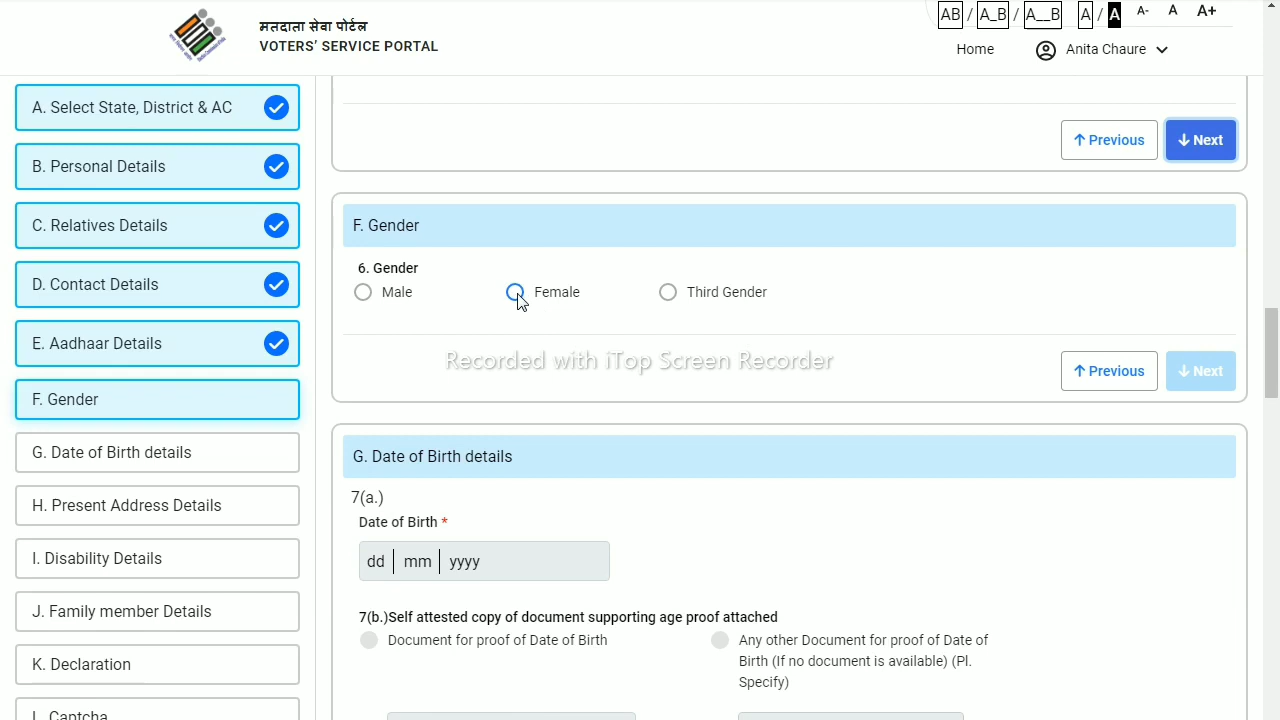 मतदाता सेवा पोर्टल
VOTERS' SERVICE PORTAL
AB / A_B / A__B A / A A- A A+
Home Anita Chaure
A. Select State, District & AC
B. Personal Details
C. Relatives Details
D. Contact Details
E. Aadhaar Details
F. Gender
G. Date of Birth details
H. Present Address Details
I. Disability Details
J. Family member Details
K. Declaration
L. Captcha
Previous Next
F. Gender
6. Gender
Male Female Third Gender
Recorded with iTop Screen Recorder
Previous Next
G. Date of Birth details
7(a.)
Date of Birth *
dd mm yyyy
7(b.)Self attested copy of document supporting age proof attached
Document for proof of Date of Birth
Any other Document for proof of Date of
Birth (If no document is available) (Pl.
Specify)